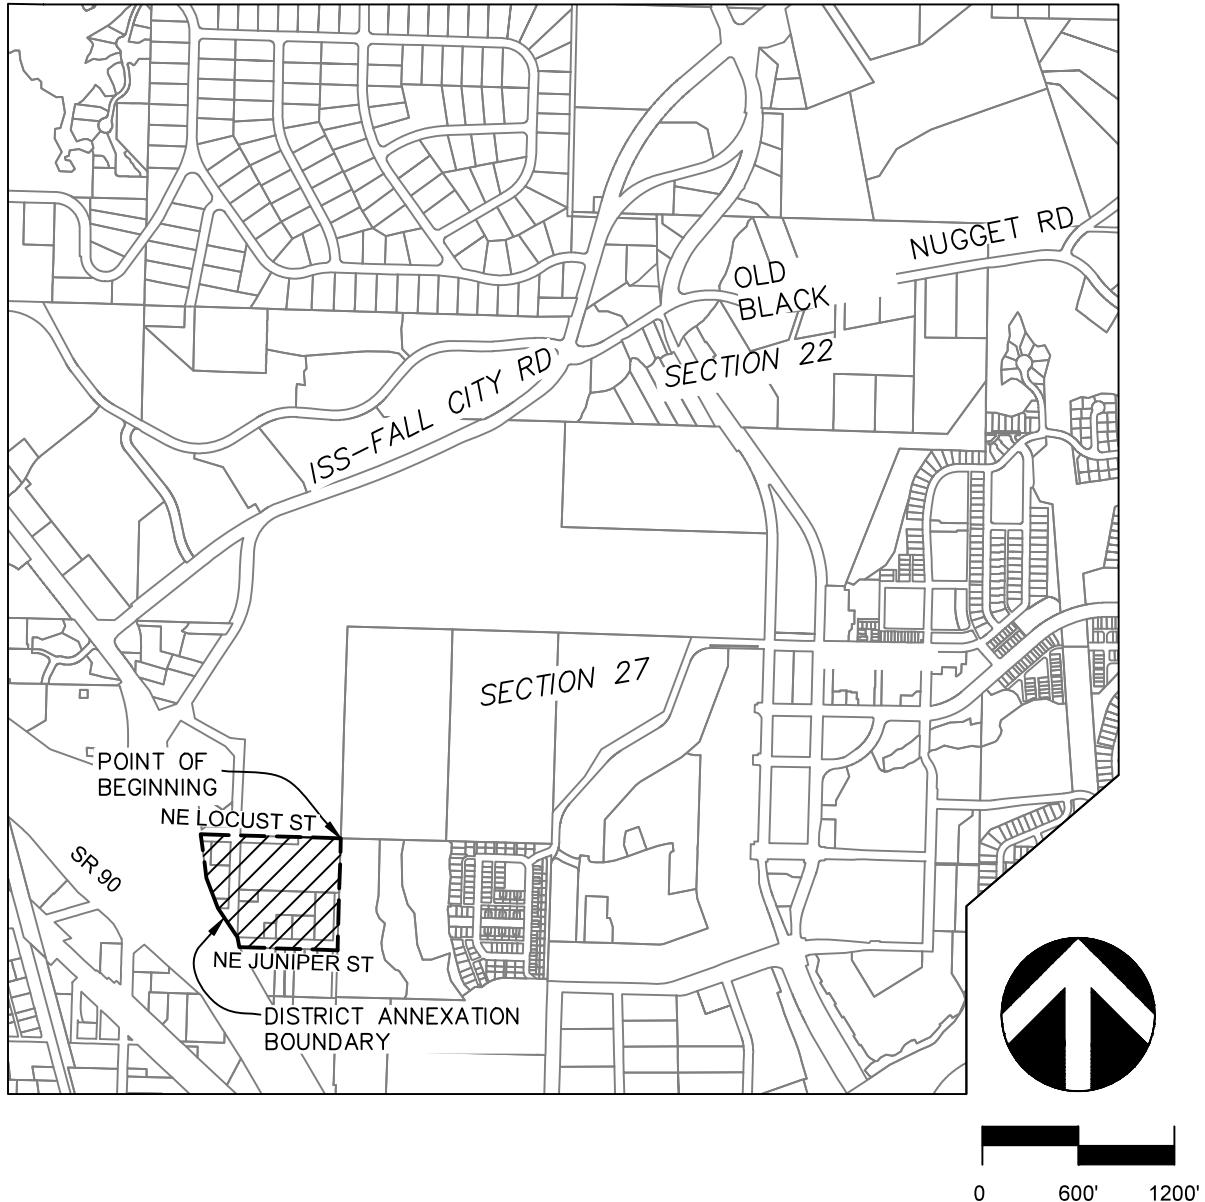 NUGGET RD
OLD
BLACK
SECTION 22
ISS-FALL CITY RD
SECTION 27
POINT OF
BEGINNING
NE LOCUST ST
SR 90
NE JUNIPER ST
DISTRICT ANNEXATION
BOUNDARY
0 600' 1200'